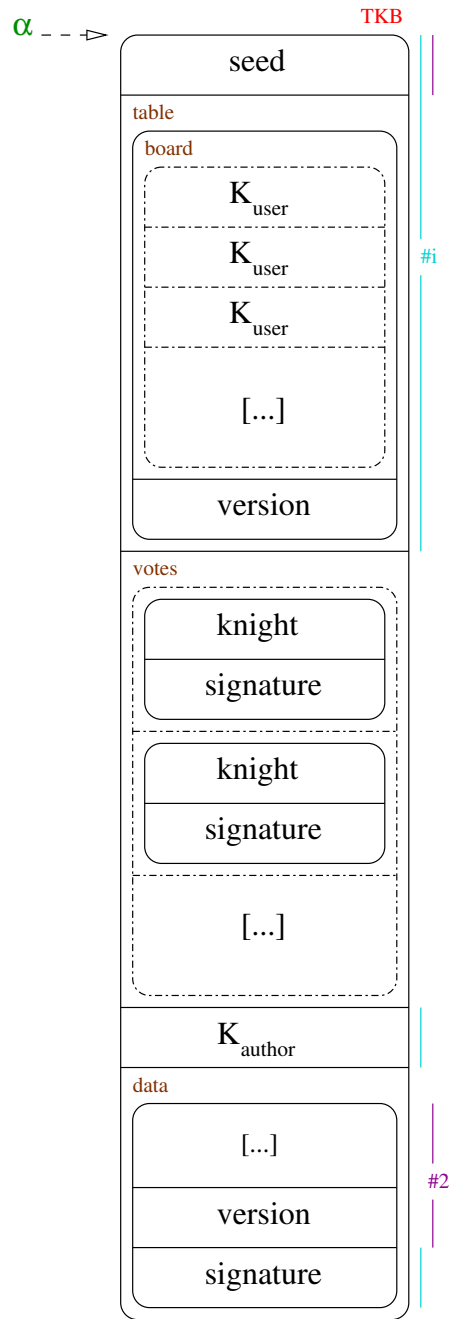 TKB
α
seed
table
board
K_user
K_user
K_user
#i
[...]
version
votes
knight
signature
knight
signature
[...]
K_author
data
[...]
#2
version
signature